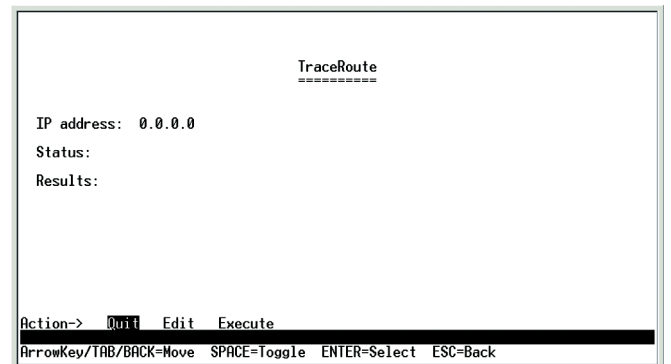 TraceRoute
==========
IP address: 0.0.0.0
Status:
Results:
Action-> Quit Edit Execute
ArrowKey/TAB/BACK=Move SPACE=Toggle ENTER=Select ESC=Back